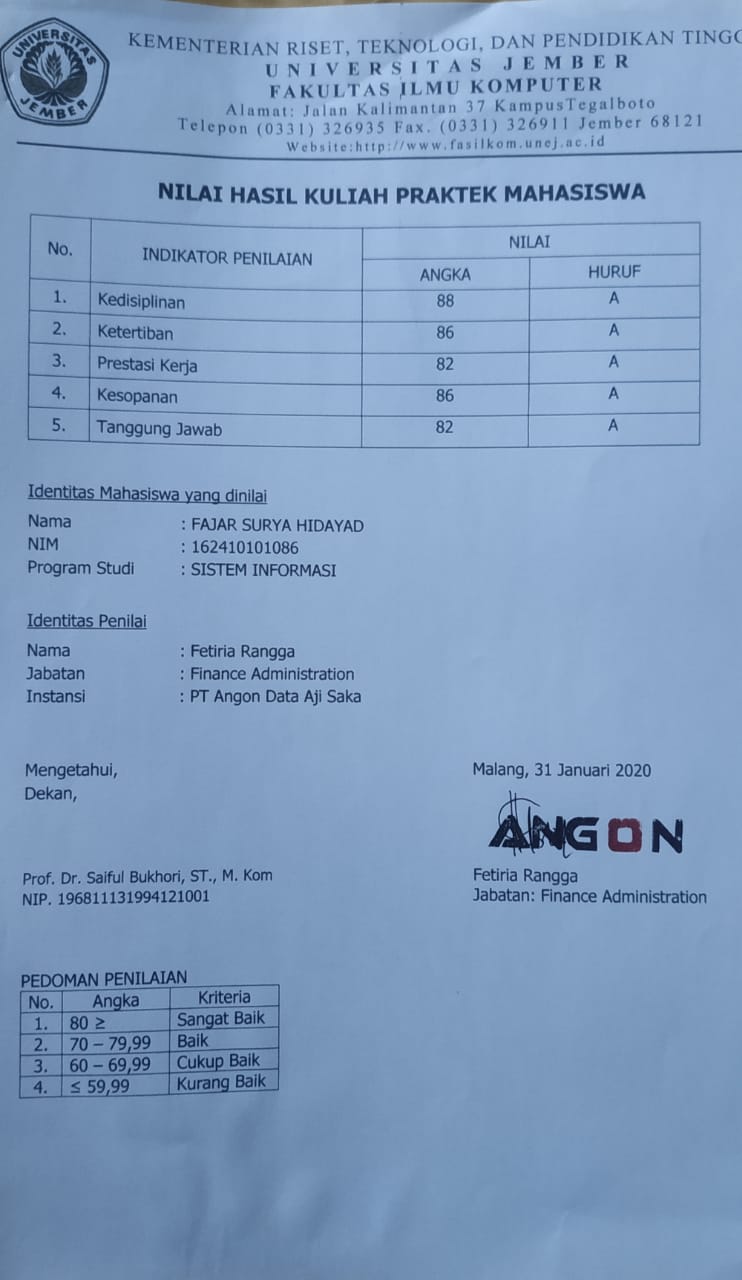 UNIVERSITAS
JEMBER
KEMENTERIAN RISET, TEKNOLOGI, DAN PENDIDIKAN TINGG
UNIVERSITAS JEMBER
FAKULTAS ILMU KOMPUTER
Alamat: Jalan Kalimantan 37 KampusTegalboto
Telepon (0331) 326935 Fax. (0331) 326911 Jember 68121
Website:http://www.fasilkom.unej.ac.id
NILAI HASIL KULIAH PRAKTEK MAHASISWA
No. INDIKATOR PENILAIAN NILAI
ANGKA HURUF
1. Kedisiplinan 88 A
2. Ketertiban 86 A
3. Prestasi Kerja 82 A
4. Kesopanan 86 A
5. Tanggung Jawab 82 A
Identitas Mahasiswa yang dinilai
Nama : FAJAR SURYA HIDAYAD
NIM : 162410101086
Program Studi : SISTEM INFORMASI
Identitas Penilai
Nama : Fetiria Rangga
Jabatan : Finance Administration
Instansi : PT Angon Data Aji Saka
Mengetahui, Malang, 31 Januari 2020
Dekan,
ANGON
Prof. Dr. Saiful Bukhori, ST., M. Kom Fetiria Rangga
NIP. 196811131994121001 Jabatan: Finance Administration
PEDOMAN PENILAIAN
No. Angka Kriteria
1. 80 ≥ Sangat Baik
2. 70 – 79,99 Baik
3. 60 – 69,99 Cukup Baik
4. ≤ 59,99 Kurang Baik